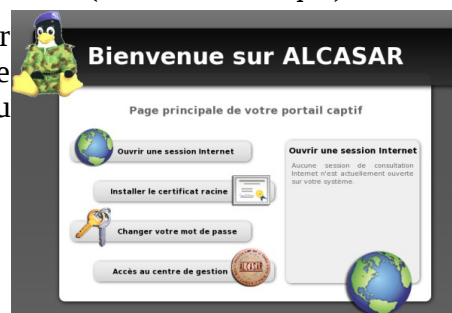 Bienvenue sur ALCASAR
Page principale de votre portail captif
Ouvrir une session Internet
Installer le certificat racine
Changer votre mot de passe
Accès au centre de gestion
ALCASAR
Ouvrir une session Internet
Aucune session de consultation
Internet n'est actuellement ouverte
sur votre système.